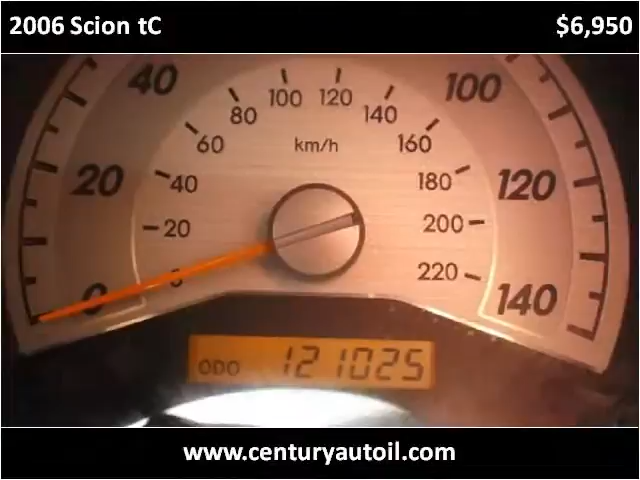 2006 Scion tC $6,950
40 100
100 120
80 140
60 160
km/h
20 40 180 120
20 200
0 220
0 140
ODO 121025
www.centuryautoil.com